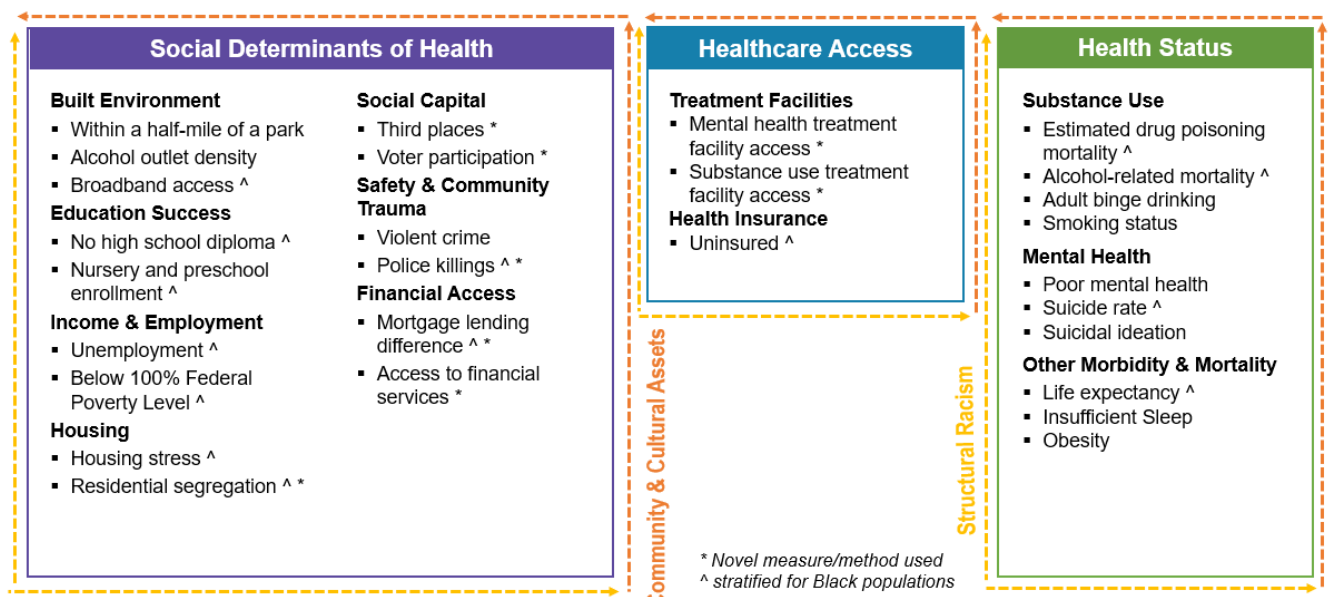 Social Determinants of Health
Built Environment
▪ Within a half-mile of a park
▪ Alcohol outlet density
▪ Broadband access ^
Education Success
▪ No high school diploma ^
▪ Nursery and preschool
enrollment ^
Income & Employment
▪ Unemployment ^
▪ Below 100% Federal
Poverty Level ^
Housing
▪ Housing stress ^
▪ Residential segregation ^ *
Social Capital
▪ Third places *
▪ Voter participation *
Safety & Community
Trauma
▪ Violent crime
▪ Police killings ^ *
Financial Access
▪ Mortgage lending
difference ^ *
▪ Access to financial
services *
Community & Cultural Assets
Healthcare Access
Treatment Facilities
▪ Mental health treatment
facility access *
▪ Substance use treatment
facility access *
Health Insurance
▪ Uninsured ^
* Novel measure/method used
^ stratified for Black populations
Structural Racism
Health Status
Substance Use
▪ Estimated drug poisoning
mortality ^
▪ Alcohol-related mortality ^
▪ Adult binge drinking
▪ Smoking status
Mental Health
▪ Poor mental health
▪ Suicide rate ^
▪ Suicidal ideation
Other Morbidity & Mortality
▪ Life expectancy ^
▪ Insufficient Sleep
▪ Obesity